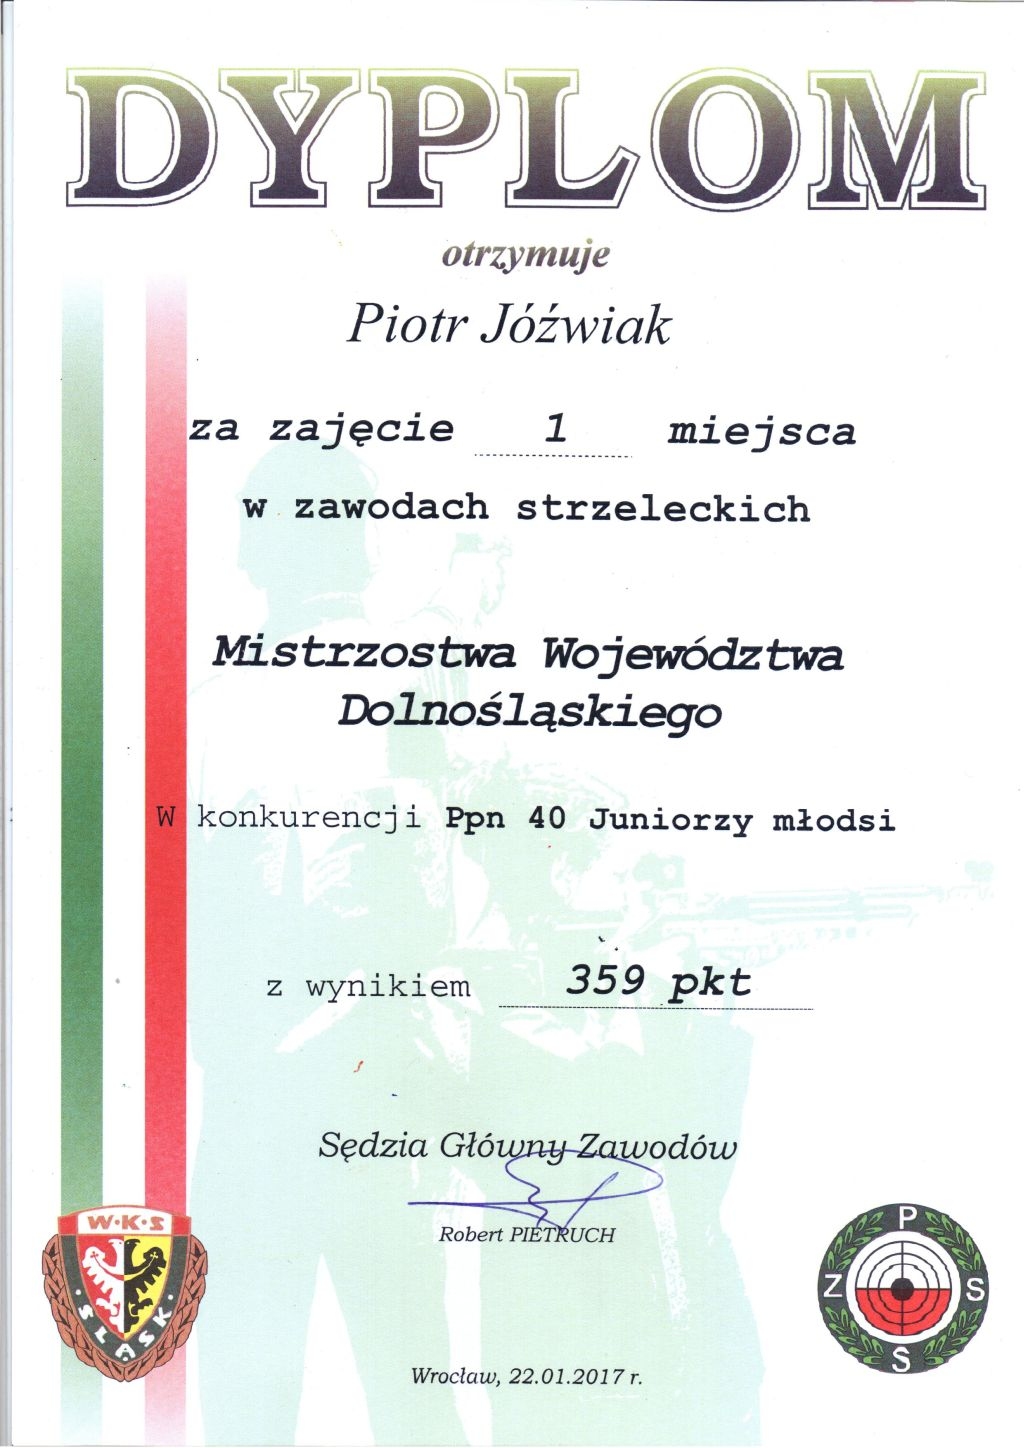 DYPLOM
otrzymuje
Piotr Jóźwiak
za zajęcie 1 miejsca
w zawodach strzeleckich
Mistrzostwa Województwa
Dolnośląskiego
W konkurencji Ppn 40 Juniorzy młodsi
z wynikiem 359 pkt
Sędzia Główny Zawodów
Robert PIETRUCH
W·K·S
·ŚLĄSK·
P
Z S
S
Wrocław, 22.01.2017 r.